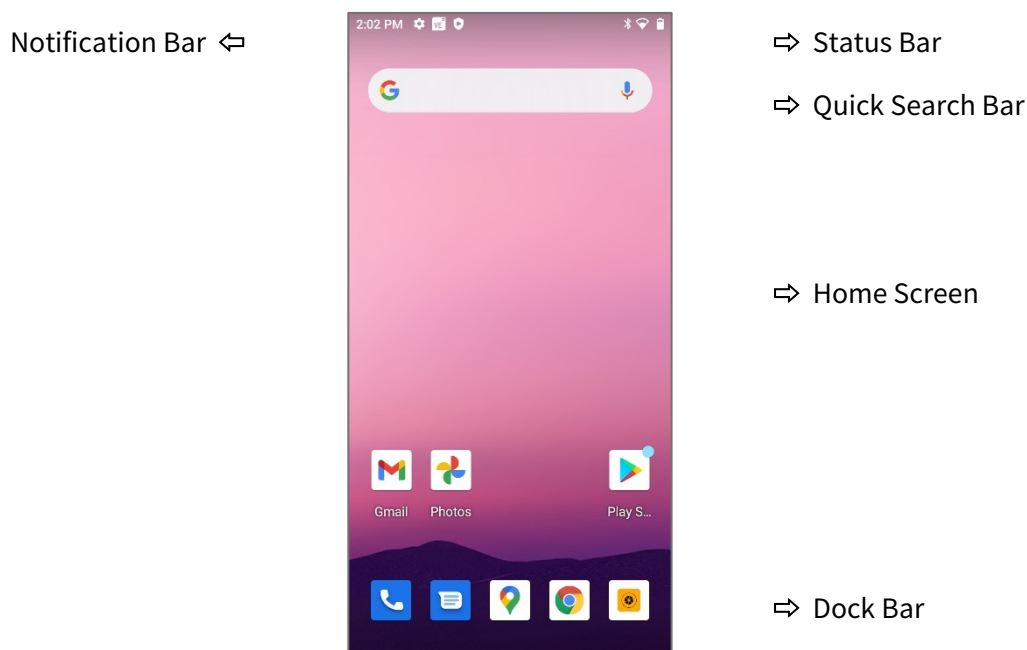 2:02 PM
Notification Bar
Status Bar
Quick Search Bar
Home Screen
Gmail Photos Play S...
Dock Bar